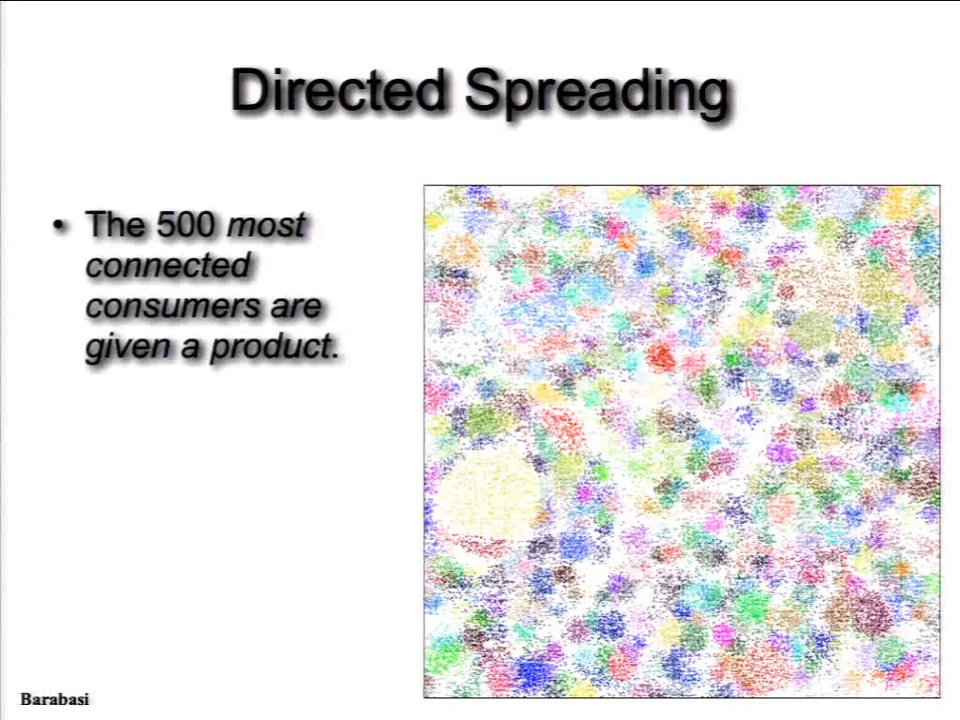 Directed Spreading
• The 500 most
connected
consumers are
given a product.
Barabasi